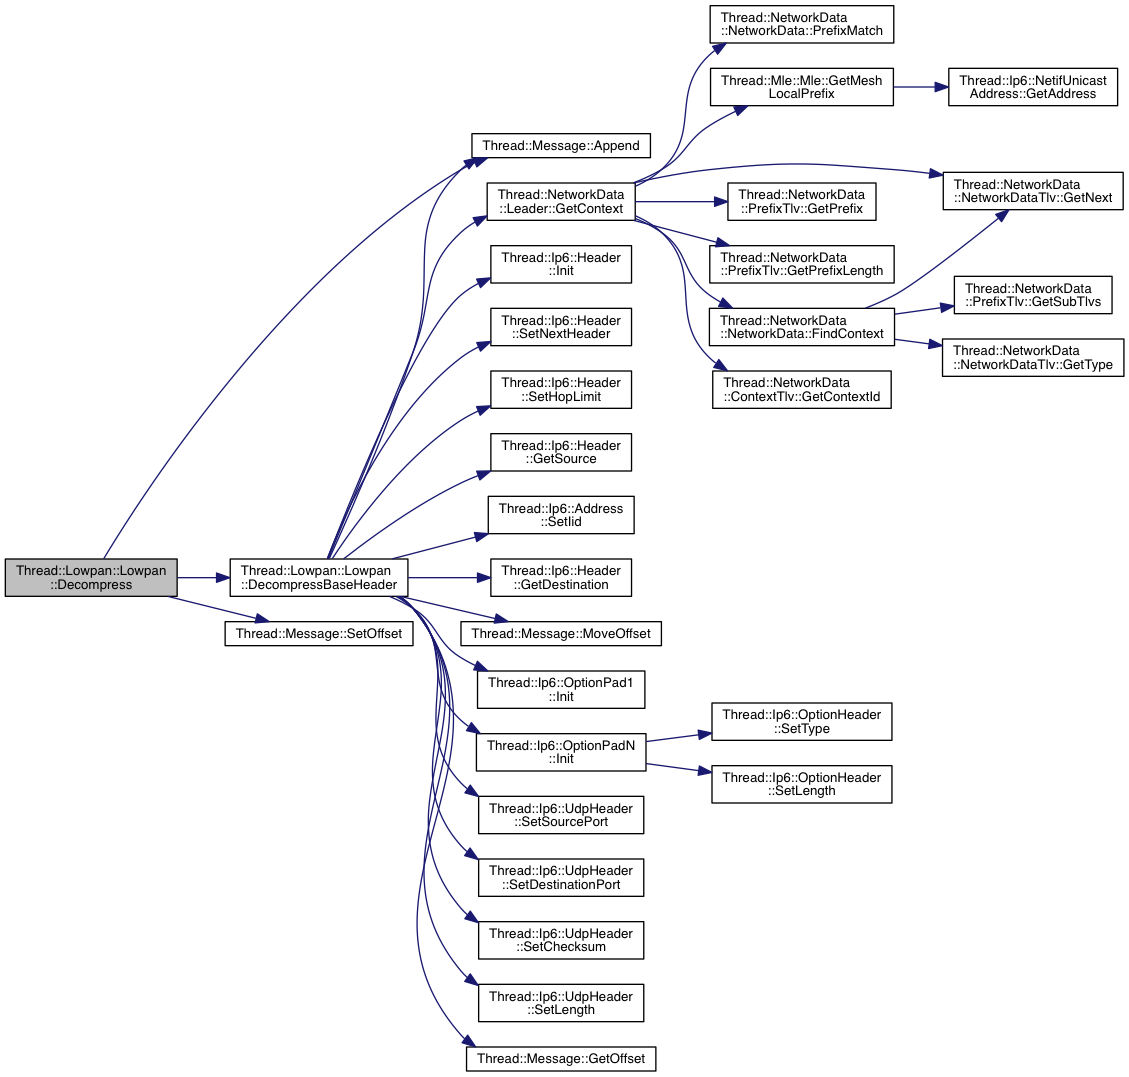 Thread::NetworkData
::NetworkData::PrefixMatch
Thread::Mle::Mle::GetMesh
LocalPrefix
Thread::Ip6::NetifUnicast
Address::GetAddress
Thread::Message::Append
Thread::NetworkData
::Leader::GetContext
Thread::NetworkData
::PrefixTlv::GetPrefix
Thread::NetworkData
::NetworkDataTlv::GetNext
Thread::Ip6::Header
::Init
Thread::NetworkData
::PrefixTlv::GetPrefixLength
Thread::NetworkData
::PrefixTlv::GetSubTlvs
Thread::Ip6::Header
::SetNextHeader
Thread::NetworkData
::NetworkData::FindContext
Thread::NetworkData
::NetworkDataTlv::GetType
Thread::Ip6::Header
::SetHopLimit
Thread::NetworkData
::ContextTlv::GetContextId
Thread::Ip6::Header
::GetSource
Thread::Ip6::Address
::SetIid
Thread::Lowpan::Lowpan
::Decompress
Thread::Lowpan::Lowpan
::DecompressBaseHeader
Thread::Ip6::Header
::GetDestination
Thread::Message::SetOffset
Thread::Message::MoveOffset
Thread::Ip6::OptionPad1
::Init
Thread::Ip6::OptionPadN
::Init
Thread::Ip6::OptionHeader
::SetType
Thread::Ip6::OptionHeader
::SetLength
Thread::Ip6::UdpHeader
::SetSourcePort
Thread::Ip6::UdpHeader
::SetDestinationPort
Thread::Ip6::UdpHeader
::SetChecksum
Thread::Ip6::UdpHeader
::SetLength
Thread::Message::GetOffset